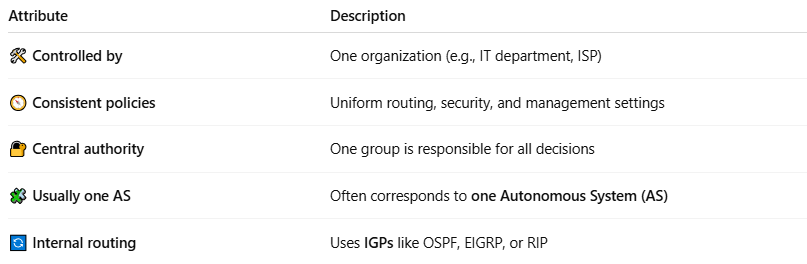 Attribute Description
🛠 Controlled by One organization (e.g., IT department, ISP)
🧭 Consistent policies Uniform routing, security, and management settings
🔐 Central authority One group is responsible for all decisions
🧩 Usually one AS Often corresponds to one Autonomous System (AS)
🔄 Internal routing Uses IGPs like OSPF, EIGRP, or RIP